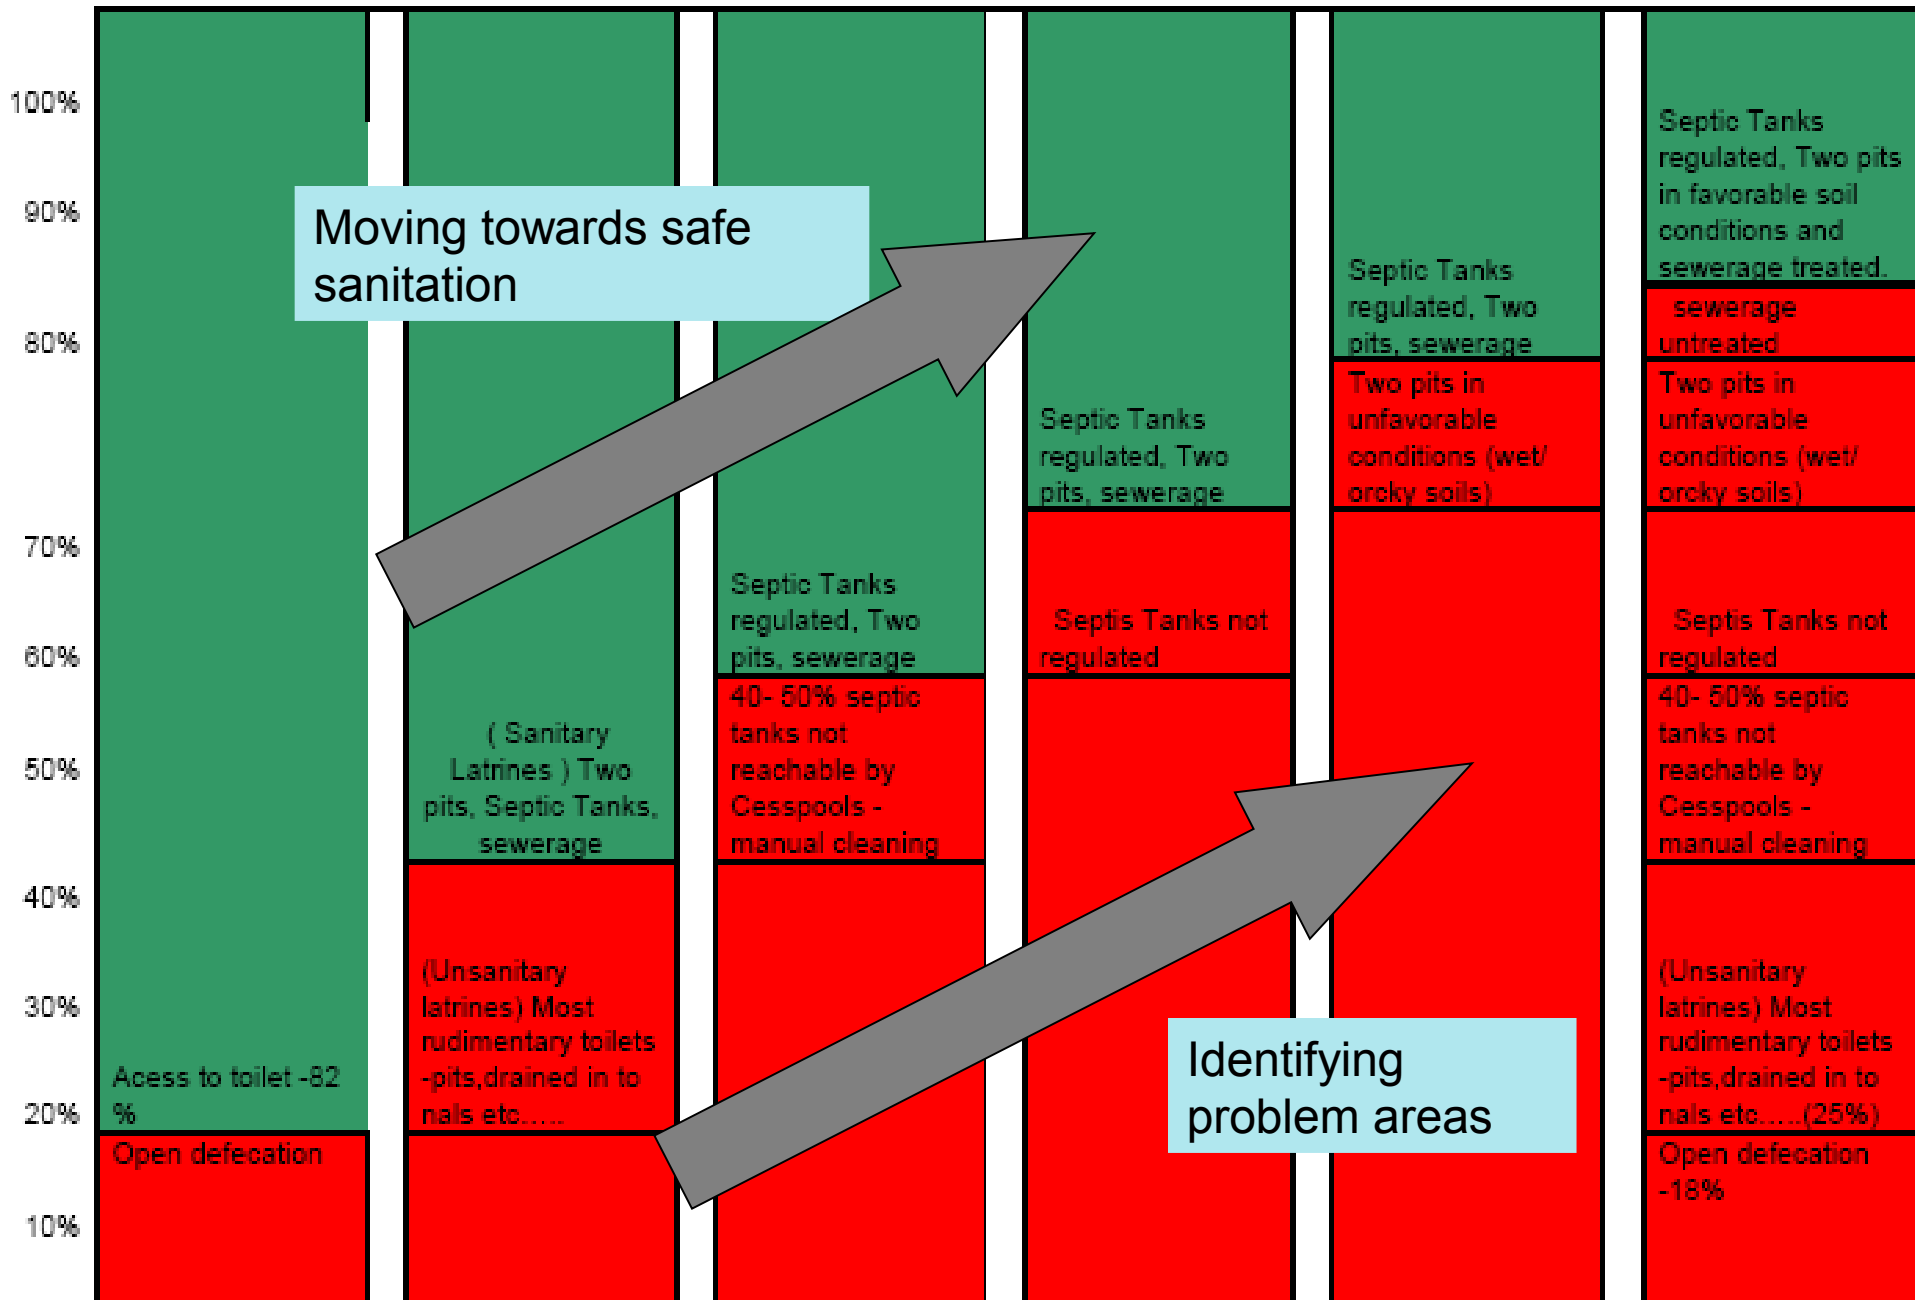 100%
90%
80%
70%
60%
50%
40%
30%
20%
10%
Moving towards safe
sanitation
Acess to toilet -82
%
Open defecation
( Sanitary
Latrines ) Two
pits, Septic Tanks,
sewerage
(Unsanitary
latrines) Most
rudimentary toilets
-pits,drained in to
nals etc.....
Septic Tanks
regulated, Two
pits, sewerage
40- 50% septic
tanks not
reachable by
Cesspools -
manual cleaning
Septic Tanks
regulated, Two
pits, sewerage
Septis Tanks not
regulated
Septic Tanks
regulated, Two
pits, sewerage
Two pits in
unfavorable
conditions (wet/
orcky soils)
Identifying
problem areas
Septic Tanks
regulated, Two pits
in favorable soil
conditions and
sewerage treated.
sewerage
untreated
Two pits in
unfavorable
conditions (wet/
orcky soils)
Septis Tanks not
regulated
40- 50% septic
tanks not
reachable by
Cesspools -
manual cleaning
(Unsanitary
latrines) Most
rudimentary toilets
-pits,drained in to
nals etc.....(25%)
Open defecation
-18%